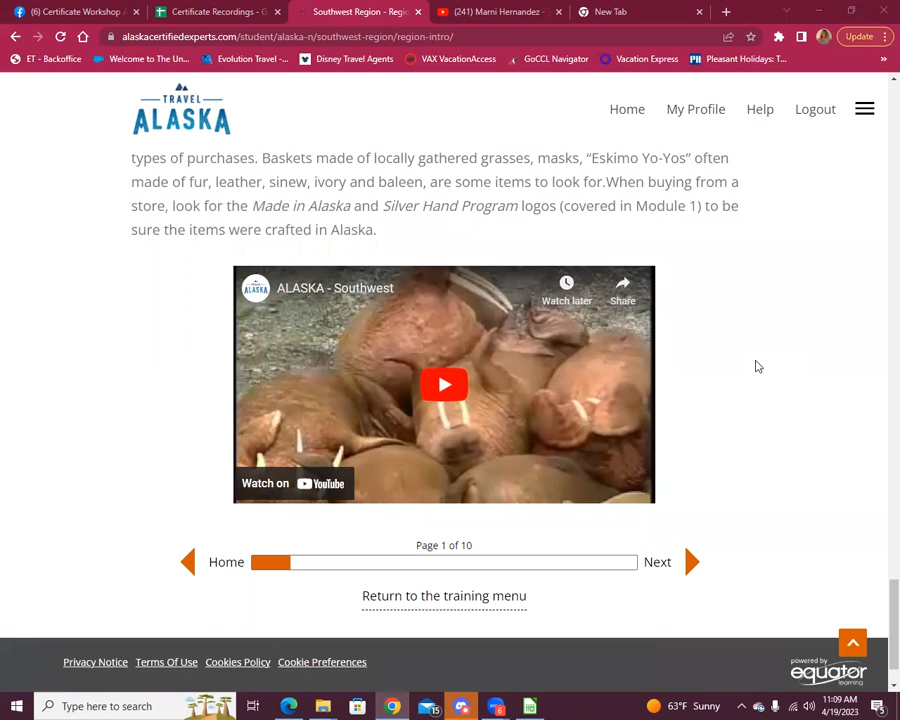 (6) Certificate Workshop A
Certificate Recordings - G
Southwest Region - Regio
(241) Marni Hernandez -
New Tab
alaskacertifiedexperts.com/student/alaska-n/southwest-region/region-intro/
Update
ET - Backoffice
Welcome to The Un...
Evolution Travel -...
Disney Travel Agents
VAX VacationAccess
GoCCL Navigator
Vacation Express
Pleasant Holidays: T...
TRAVEL
ALASKA
Home
My Profile
Help
Logout
types of purchases. Baskets made of locally gathered grasses, masks, “Eskimo Yo-Yos” often
made of fur, leather, sinew, ivory and baleen, are some items to look for.When buying from a
store, look for the Made in Alaska and Silver Hand Program logos (covered in Module 1) to be
sure the items were crafted in Alaska.
ALASKA
ALASKA - Southwest
Watch later
Share
Watch on YouTube
Page 1 of 10
Home
Next
Return to the training menu
Privacy Notice
Terms Of Use
Cookies Policy
Cookie Preferences
powered by
equator
learning
Type here to search
15
6
63°F Sunny
11:09 AM
4/19/2023
5